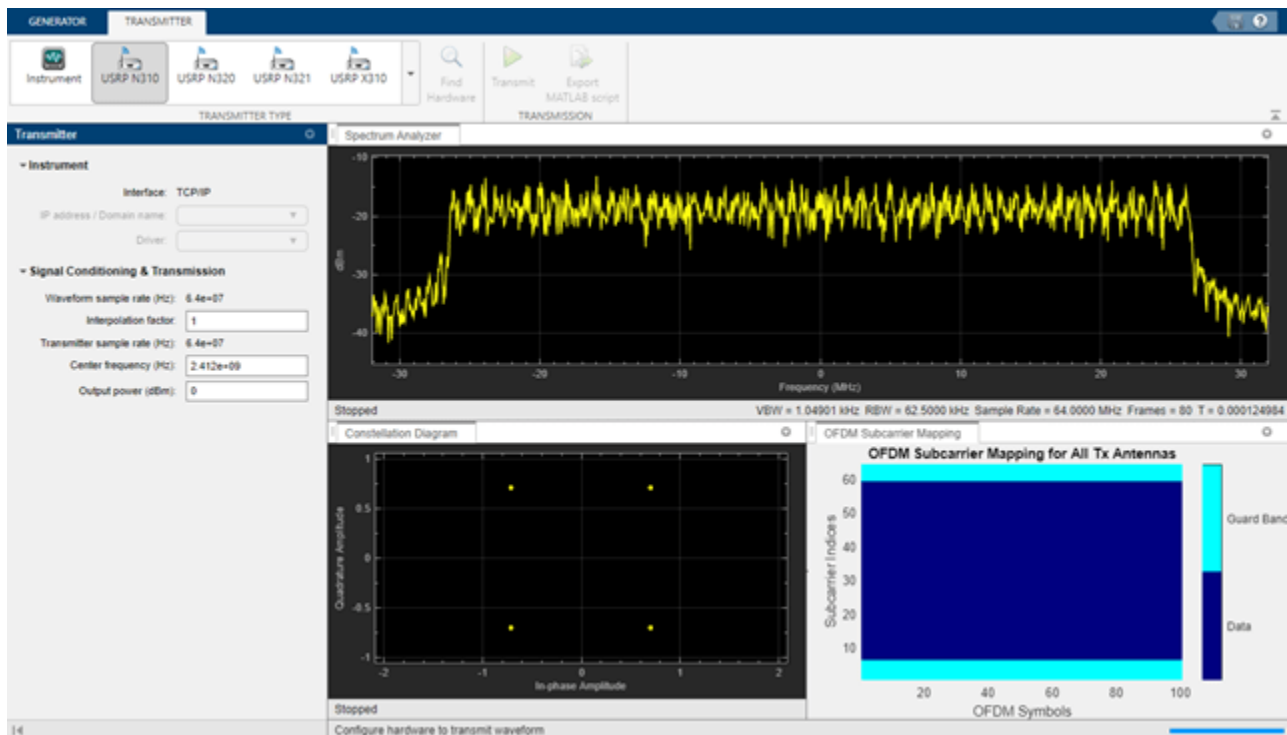 GENERATOR TRANSMITTER
Instrument USRP N310 USRP N320 USRP N321 USRP X310 Find Hardware Transmit Export MATLAB script
TRANSMITTER TYPE TRANSMISSION
Transmitter
Instrument
Interface: TCP/IP
IP address / Domain name:
Driver:
Signal Conditioning & Transmission
Waveform sample rate (Hz): 6.4e+07
Interpolation factor: 1
Transmitter sample rate (Hz): 6.4e+07
Center frequency (Hz): 2.412e+09
Output power (dBm): 0
Spectrum Analyzer
-10
-20
-30
-40
dBm
-30 -20 -10 0 10 20 30
Frequency (MHz)
Stopped VBW = 1.04901 kHz RBW = 62.5000 kHz Sample Rate = 64.0000 MHz Frames = 80 T = 0.000124984
Constellation Diagram
1
0.5
0
-0.5
-1
Quadrature Amplitude
-2 -1 0 1 2
In-phase Amplitude
Stopped
OFDM Subcarrier Mapping
OFDM Subcarrier Mapping for All Tx Antennas
60
50
40
30
20
10
Subcarrier Indices
20 40 60 80 100
OFDM Symbols
Guard Band
Data
Configure hardware to transmit waveform